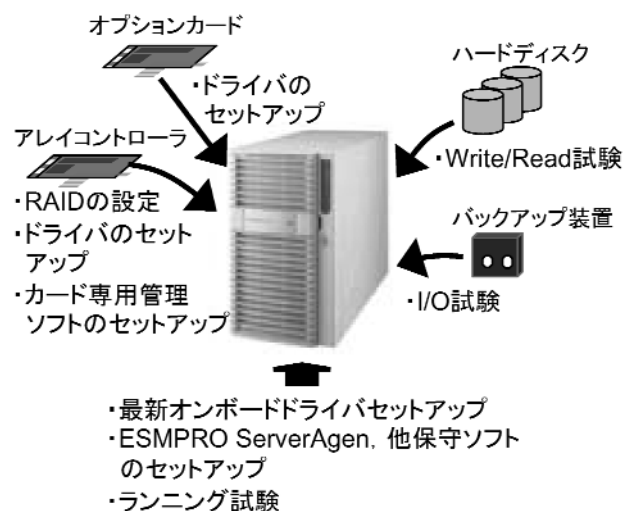 オプションカード
・ドライバの
セットアップ
ハードディスク
・Write/Read試験
アレイコントローラ
・RAIDの設定
・ドライバのセット
アップ
・カード専用管理
ソフトのセットアップ
バックアップ装置
・I/O試験
・最新オンボードドライバセットアップ
・ESMPRO ServerAgen, 他保守ソフト
のセットアップ
・ランニング試験